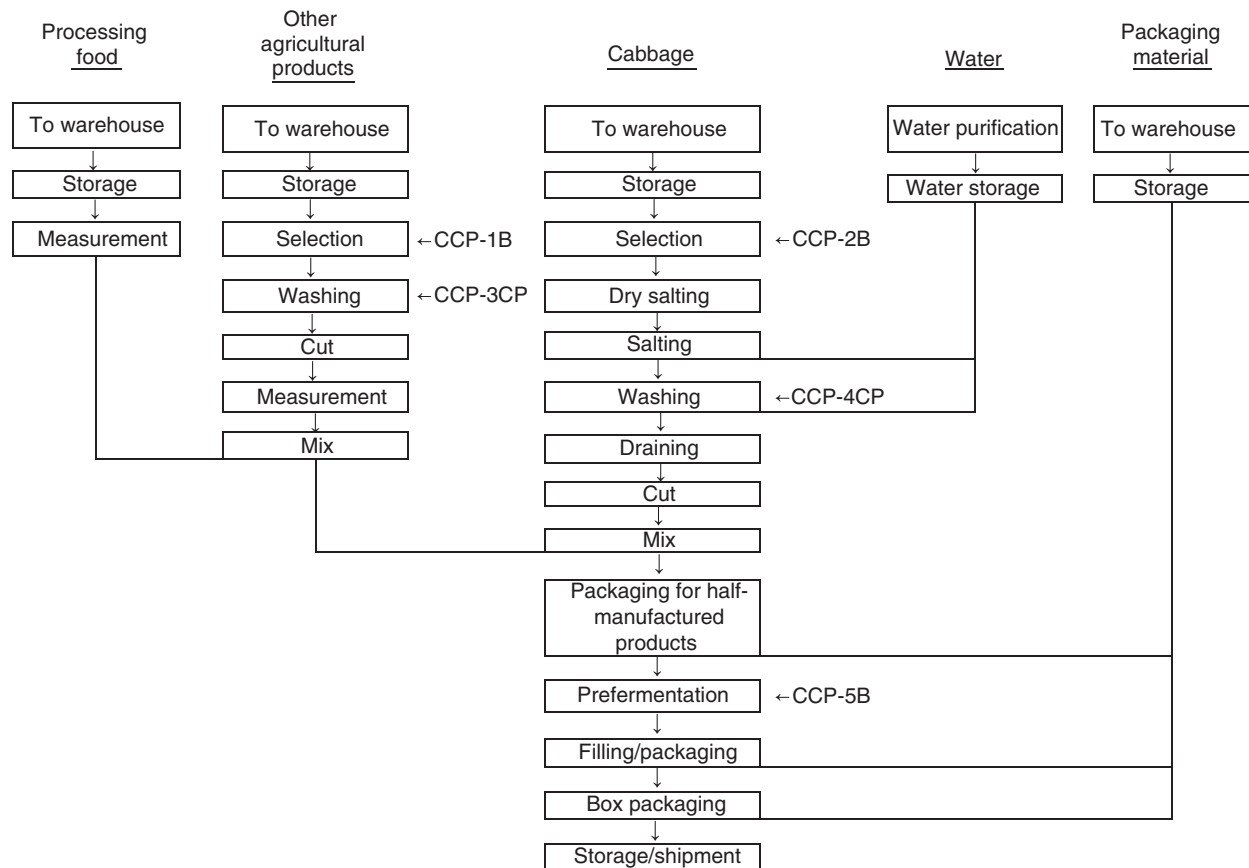 Processing
food
Other
agricultural
products
Cabbage
Water
Packaging
material
To warehouse
To warehouse
To warehouse
Water purification
To warehouse
Storage
Storage
Storage
Water storage
Storage
Measurement
Selection
←CCP-1B
Selection
←CCP-2B
Washing
←CCP-3CP
Dry salting
Cut
Salting
Measurement
Washing
←CCP-4CP
Mix
Draining
Cut
Mix
Packaging for half-
manufactured
products
Prefermentation
←CCP-5B
Filling/packaging
Box packaging
Storage/shipment